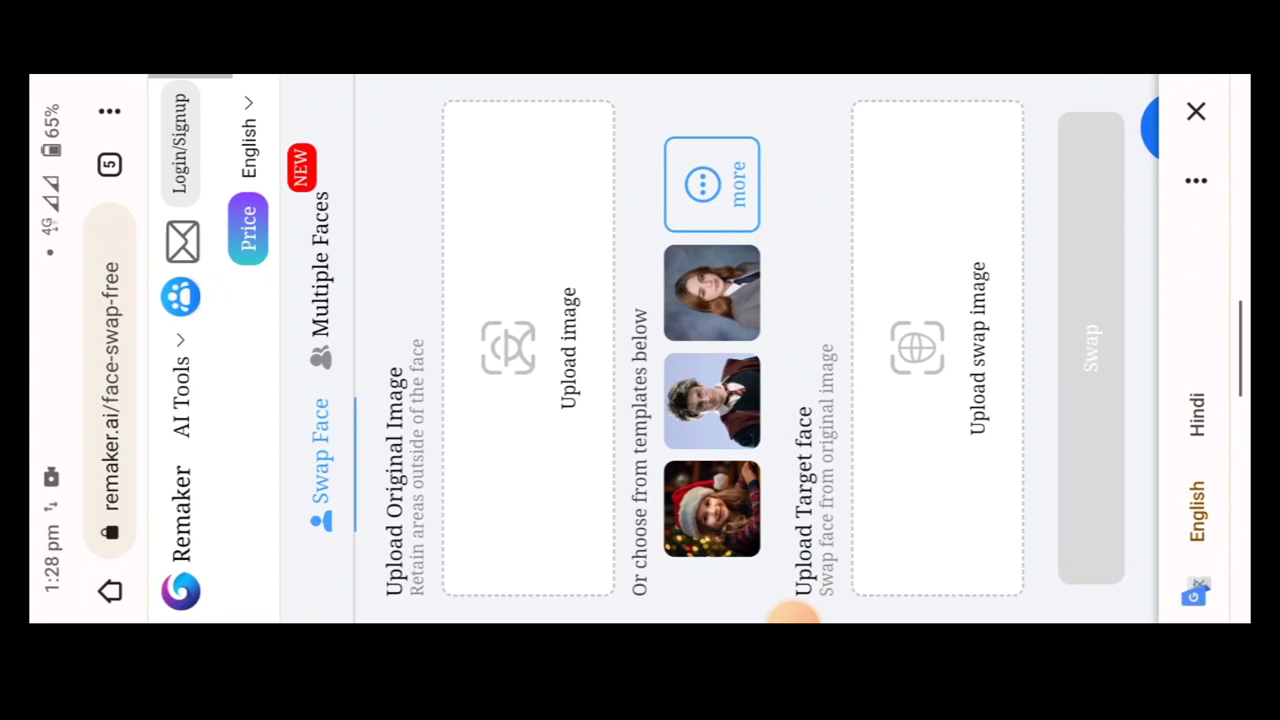 1:28 pm
4G
65%
remaker.ai/face-swap-free
5
Remaker
AI Tools
Login/Signup
Price
English
Swap Face
Multiple Faces
NEW
Upload Original Image
Retain areas outside of the face
Upload image
Or choose from templates below
more
Upload Target face
Swap face from original image
Upload swap image
Swap
English
Hindi